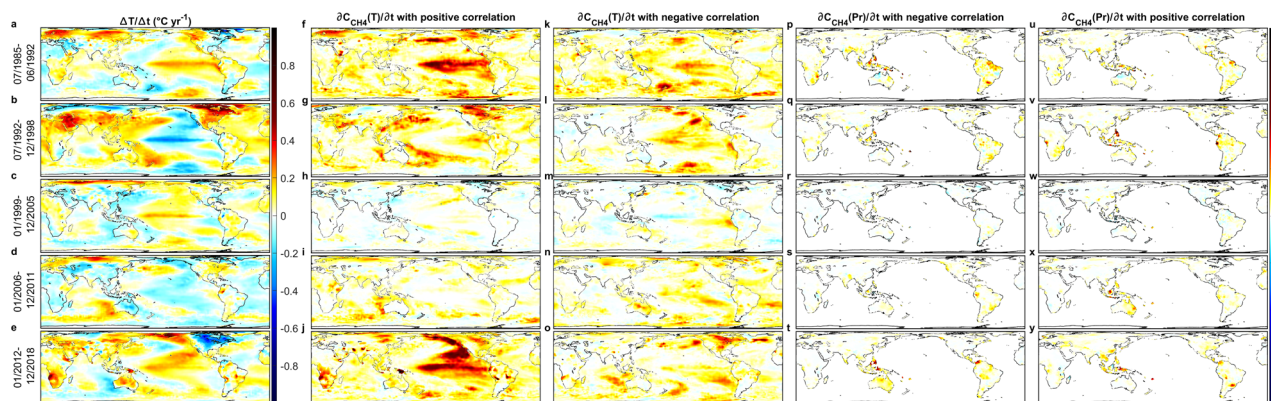 ΔT/Δt (°C yr⁻¹)
∂C_CH4(T)/∂t with positive correlation
∂C_CH4(T)/∂t with negative correlation
∂C_CH4(Pr)/∂t with negative correlation
∂C_CH4(Pr)/∂t with positive correlation
a f k p u
07/1985-
06/1992
b g l q v
07/1992-
12/1998
c h m r w
01/1999-
12/2005
d i n s x
01/2006-
12/2011
e j o t y
01/2012-
12/2018
0.8
0.6
0.4
0.2
0
-0.2
-0.4
-0.6
-0.8